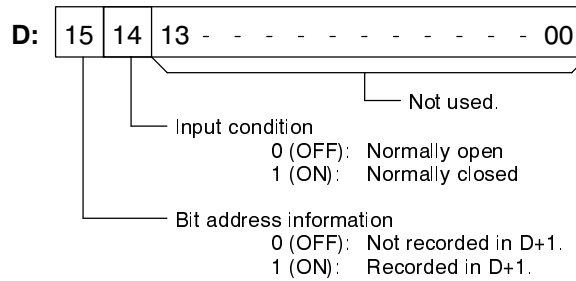 D: 15 14 13 - - - - - - - - - - - 00
Not used.
Input condition
0 (OFF): Normally open
1 (ON): Normally closed
Bit address information
0 (OFF): Not recorded in D+1.
1 (ON): Recorded in D+1.